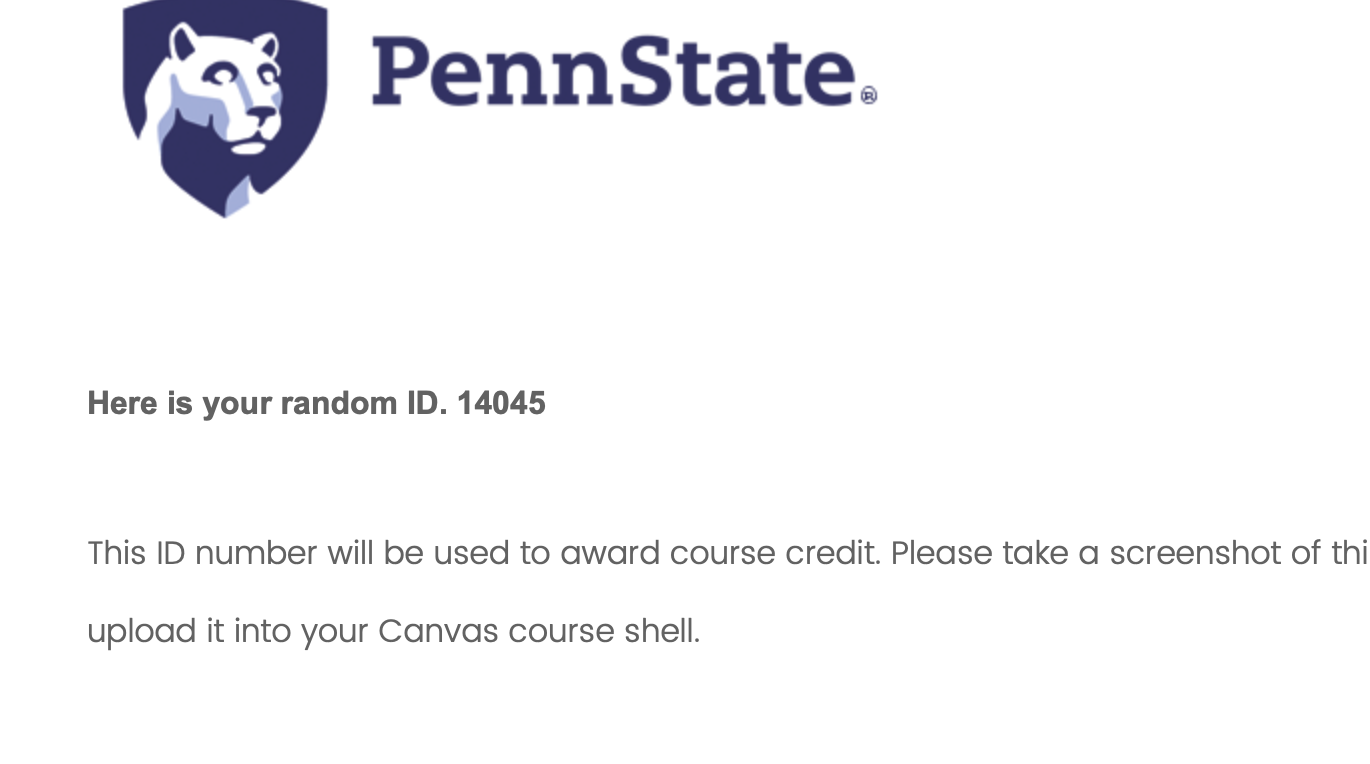 PennState®
Here is your random ID. 14045
This ID number will be used to award course credit. Please take a screenshot of thi
upload it into your Canvas course shell.